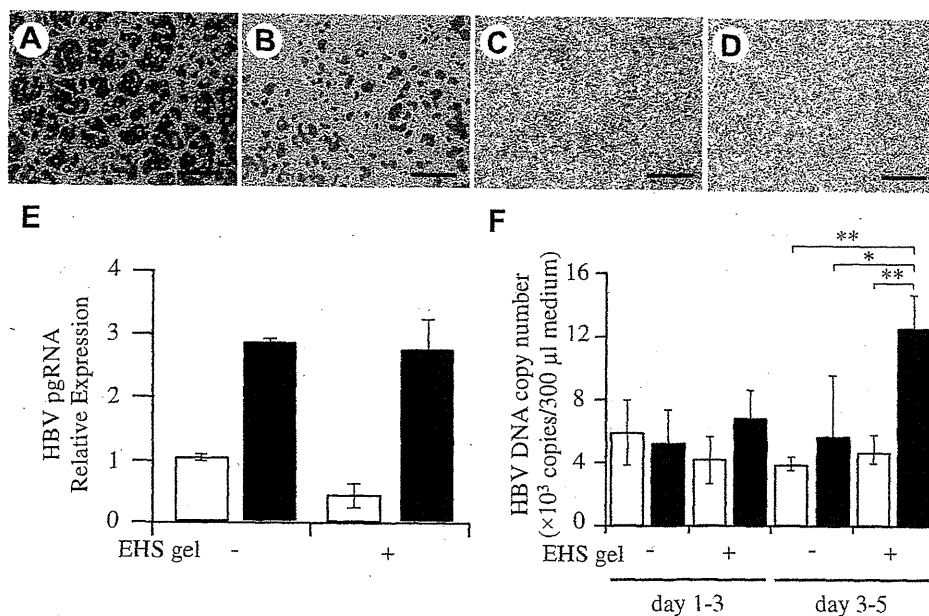 A
B
C
D
E
F
4
3
2
1
0
HBV pgRNA
Relative Expression
EHS gel - +
**
*
**
16
12
8
4
0
HBV DNA copy number
(×10³ copies/300 µl medium)
EHS gel - + - +
day 1-3 day 3-5